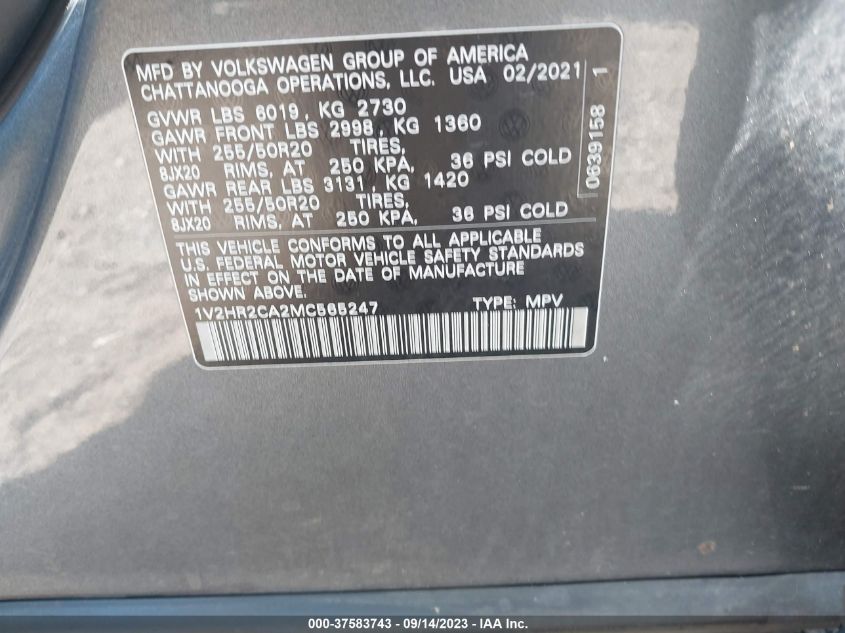 MFD BY VOLKSWAGEN GROUP OF AMERICA
CHATTANOOGA OPERATIONS, LLC. USA 02/2021
GVWR LBS 6019, KG 2730
GAWR FRONT LBS 2998, KG 1360
WITH 255/50R20 TIRES,
8JX20 RIMS, AT 250 KPA, 36 PSI COLD
GAWR REAR LBS 3131, KG 1420
WITH 255/50R20 TIRES,
8JX20 RIMS, AT 250 KPA, 36 PSI COLD
0639158 1
THIS VEHICLE CONFORMS TO ALL APPLICABLE
U.S. FEDERAL MOTOR VEHICLE SAFETY STANDARDS
IN EFFECT ON THE DATE OF MANUFACTURE
SHOWN ABOVE.
1V2HR2CA2MC565247 TYPE: MPV
000-37583743 - 09/14/2023 - IAA Inc.